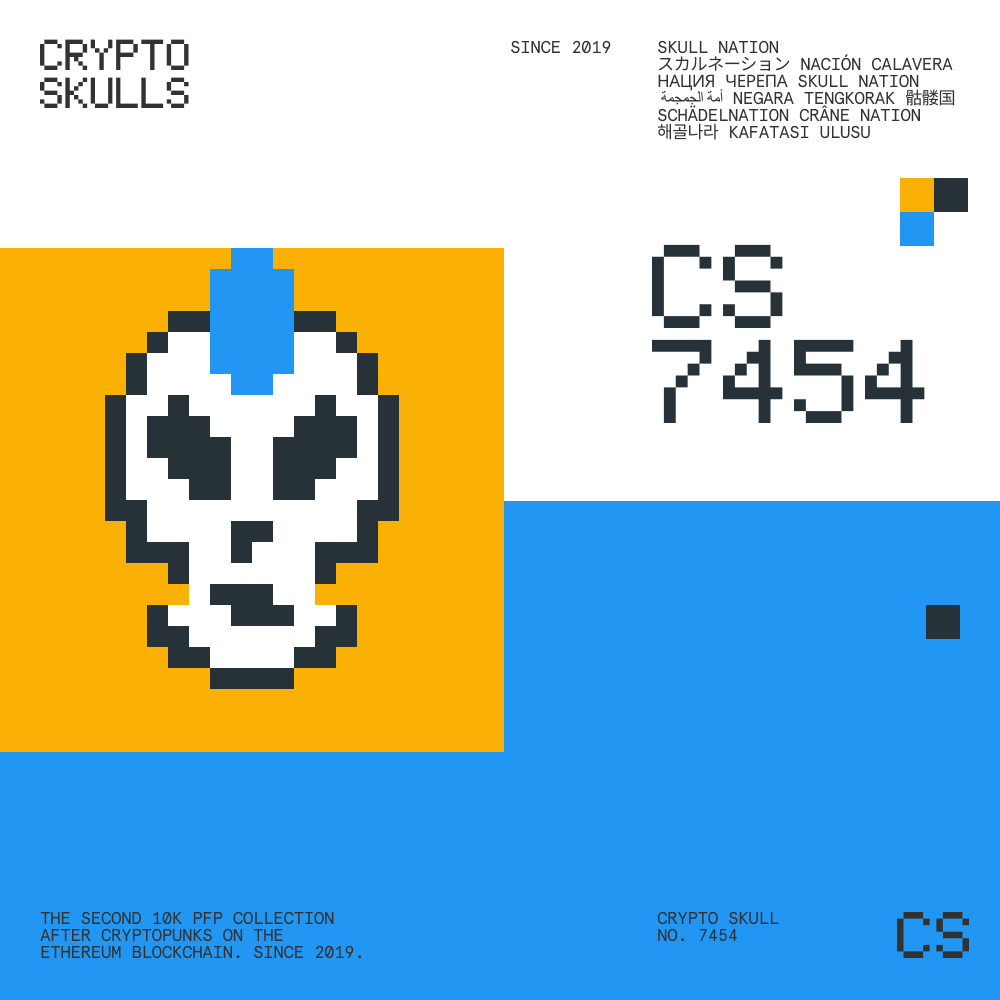 CRYPTO
SKULLS
SINCE 2019
SKULL NATION
スカルネーション NACIÓN CALAVERA
НАЦИЯ ЧЕРЕПА SKULL NATION
أمة الجمجمة NEGARA TENGKORAK 骷髅国
SCHÄDELNATION CRÂNE NATION
해골나라 KAFATASI ULUSU
CS
7454
THE SECOND 10K PFP COLLECTION
AFTER CRYPTOPUNKS ON THE
ETHEREUM BLOCKCHAIN. SINCE 2019.
CRYPTO SKULL
NO. 7454
CS